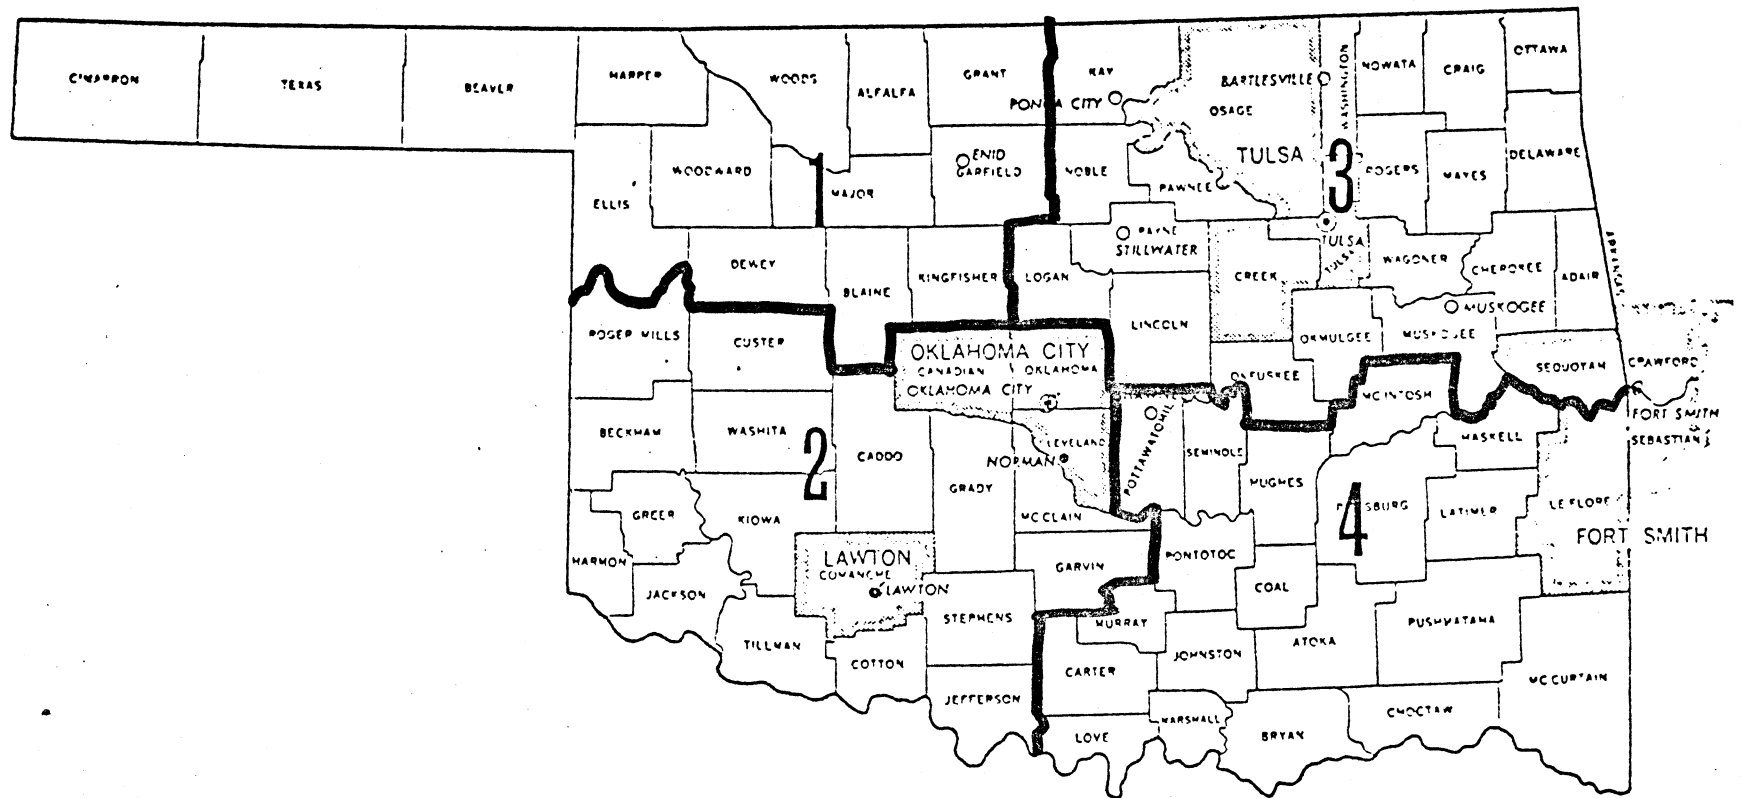 CIMARRON
TEXAS
BEAVER
HARPER
WOODS
ALFALFA
GRANT
KAY
PONCA CITY
BARTLESVILLE
OSAGE
WASHINGTON
NOWATA
CRAIG
OTTAWA
ELLIS
WOODWARD
MAJOR
ENID
GARFIELD
NOBLE
PAWNEE
TULSA
3
ROGERS
MAYES
DELAWARE
DEWEY
BLAINE
KINGFISHER
LOGAN
PAYNE
STILLWATER
CREEK
TULSA
TULSA
WAGONER
CHEROKEE
ADAIR
ARKANSAS
ROGER MILLS
CUSTER
OKLAHOMA CITY
CANADIAN
OKLAHOMA
OKLAHOMA CITY
LINCOLN
OKMULGEE
MUSKOGEE
MUSKOGEE
OKFUSKEE
MCINTOSH
SEQUOYAH
CRAWFORD
FORT SMITH
SEBASTIAN
BECKHAM
WASHITA
2
CADDO
GRADY
CLEVELAND
NORMAN
MCCLAIN
POTTAWATOMIE
SEMINOLE
HUGHES
4
HASKELL
LATIMER
LE FLORE
FORT SMITH
GREER
KIOWA
HARMON
JACKSON
LAWTON
COMANCHE
LAWTON
GARVIN
PONTOTOC
COAL
TILLMAN
COTTON
STEPHENS
MURRAY
JOHNSTON
ATOKA
PUSHMATAHA
JEFFERSON
CARTER
LOVE
MARSHALL
BRYAN
CHOCTAW
MCCURTAIN